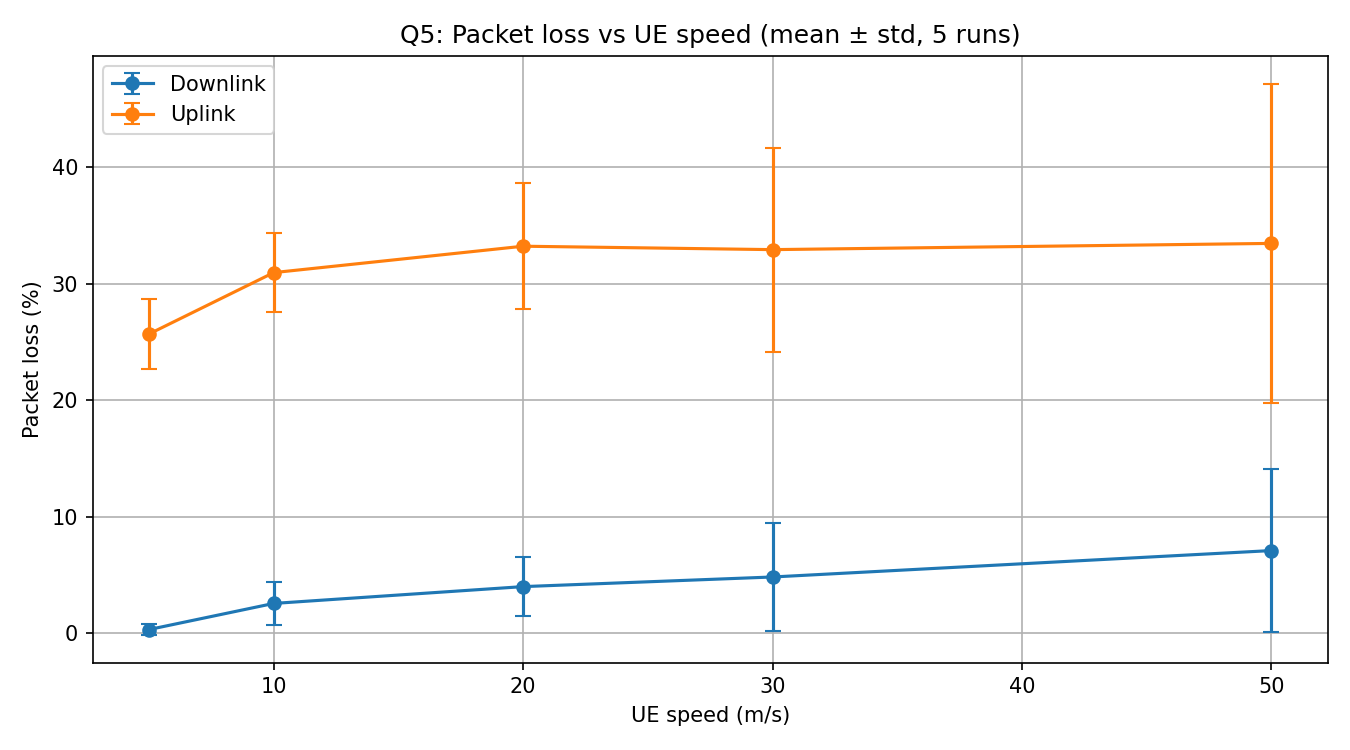 Q5: Packet loss vs UE speed (mean ± std, 5 runs)
Downlink
Uplink
Packet loss (%)
40
30
20
10
0
10 20 30 40 50
UE speed (m/s)